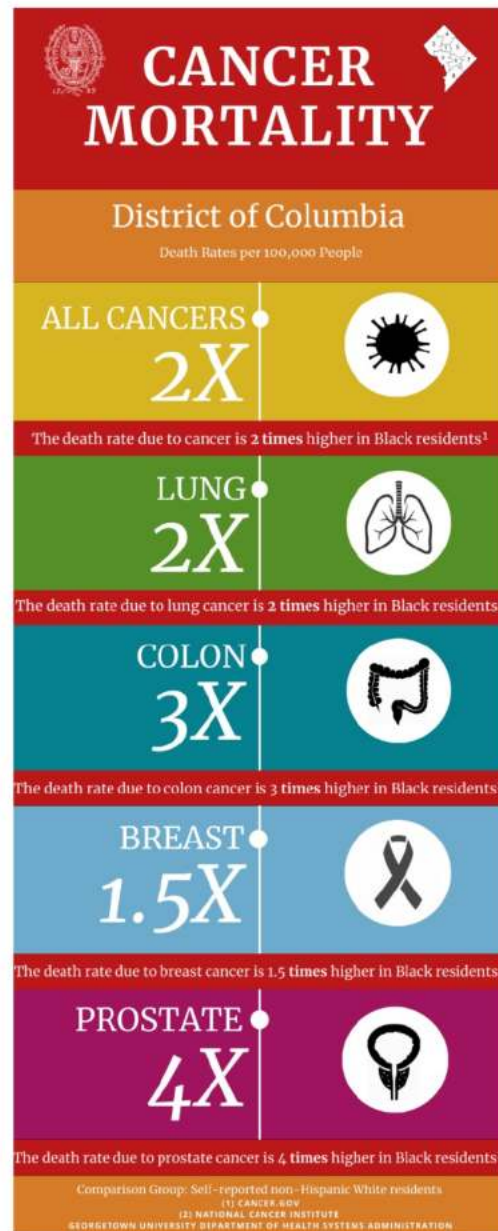 CANCER
MORTALITY
District of Columbia
Death Rates per 100,000 People
ALL CANCERS
2X
The death rate due to cancer is 2 times higher in Black residents¹
LUNG
2X
The death rate due to lung cancer is 2 times higher in Black residents
COLON
3X
The death rate due to colon cancer is 3 times higher in Black residents
BREAST
1.5X
The death rate due to breast cancer is 1.5 times higher in Black residents
PROSTATE
4X
The death rate due to prostate cancer is 4 times higher in Black residents
Comparison Group: Self-reported non-Hispanic White residents
(1) CANCER.GOV
(2) NATIONAL CANCER INSTITUTE
GEORGETOWN UNIVERSITY DEPARTMENT OF HEALTH SYSTEMS ADMINISTRATION